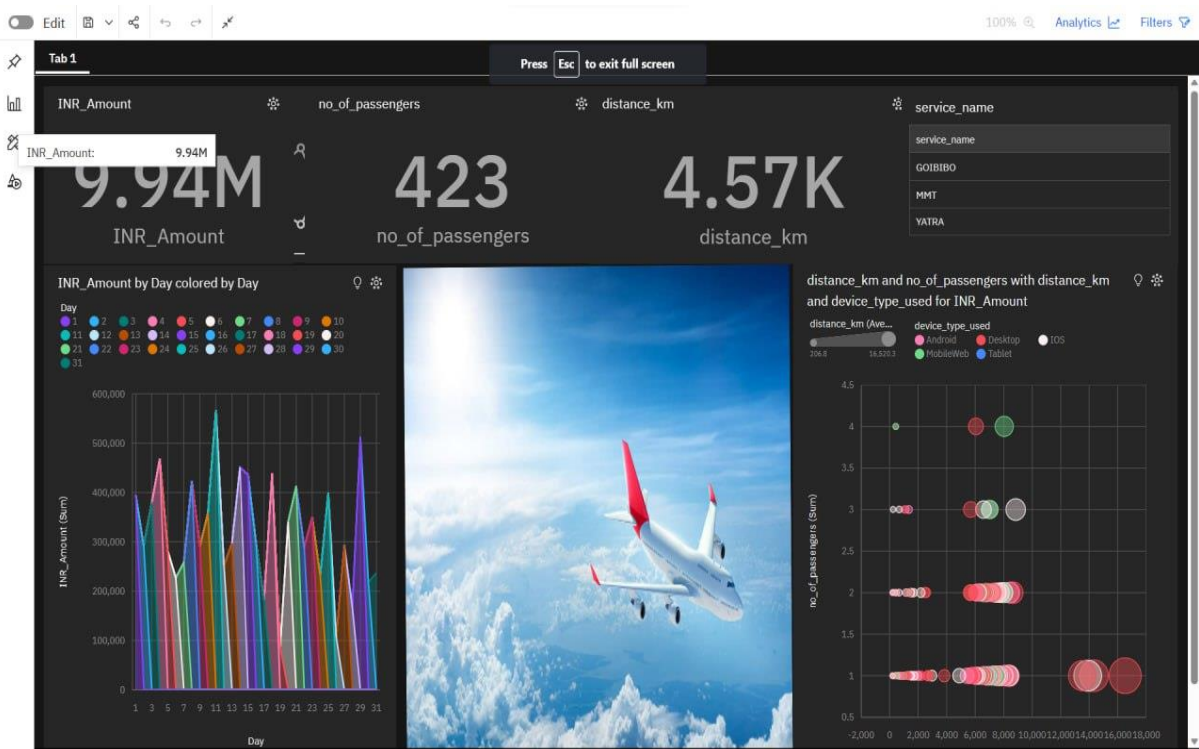 Edit
100%
Analytics
Filters
Tab 1
Press Esc to exit full screen
INR_Amount
no_of_passengers
distance_km
service_name
INR_Amount: 9.94M
9.94M
INR_Amount
423
no_of_passengers
4.57K
distance_km
service_name
GOIBIBO
MMT
YATRA
INR_Amount by Day colored by Day
Day
1 2 3 4 5 6 7 8 9 10
11 12 13 14 15 16 17 18 19 20
21 22 23 24 25 26 27 28 29 30
31
600,000
500,000
400,000
300,000
200,000
100,000
0
INR_Amount (Sum)
1 3 5 7 9 11 13 15 17 19 21 23 25 27 29 31
Day
distance_km and no_of_passengers with distance_km
and device_type_used for INR_Amount
distance_km (Ave...
306.8 16,520.3
device_type_used
Android Desktop IOS
MobileWeb Tablet
4.5
4
3.5
3
2.5
2
1.5
1
0.5
no_of_passengers (Sum)
-2,000 0 2,000 4,000 6,000 8,000 10,000 12,000 14,000 16,000 18,000